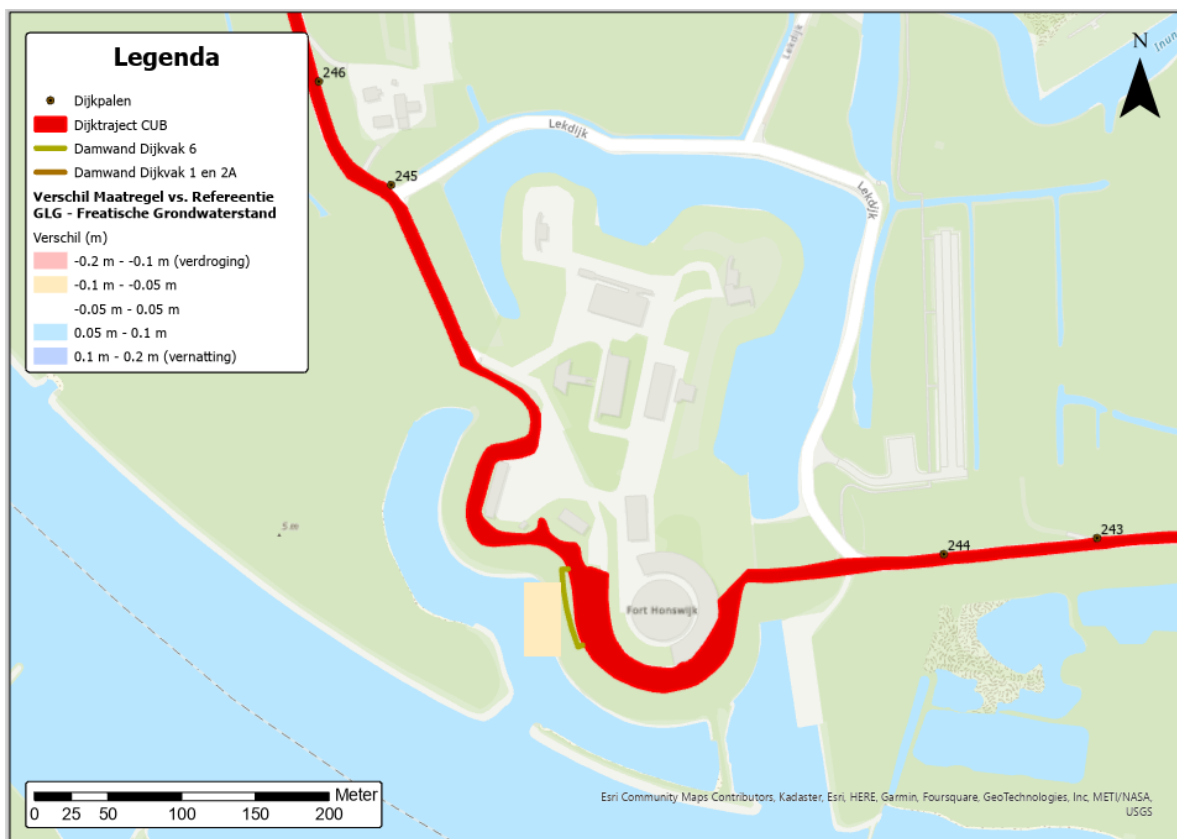 Legenda
Dijkpalen
Dijktraject CUB
Damwand Dijkvak 6
Damwand Dijkvak 1 en 2A
Verschil Maatregel vs. Refereentie
GLG - Freatische Grondwaterstand
Verschil (m)
-0.2 m - -0.1 m (verdroging)
-0.1 m - -0.05 m
-0.05 m - 0.05 m
0.05 m - 0.1 m
0.1 m - 0.2 m (vernatting)
Lekdijk
Inun
N
246
Lekdijk
245
Lekdijk
5 m
243
244
Fort Honswijk
Meter
0 25 50 100 150 200
Esri Community Maps Contributors, Kadaster, Esri, HERE, Garmin, Foursquare, GeoTechnologies, Inc, METI/NASA,
USGS